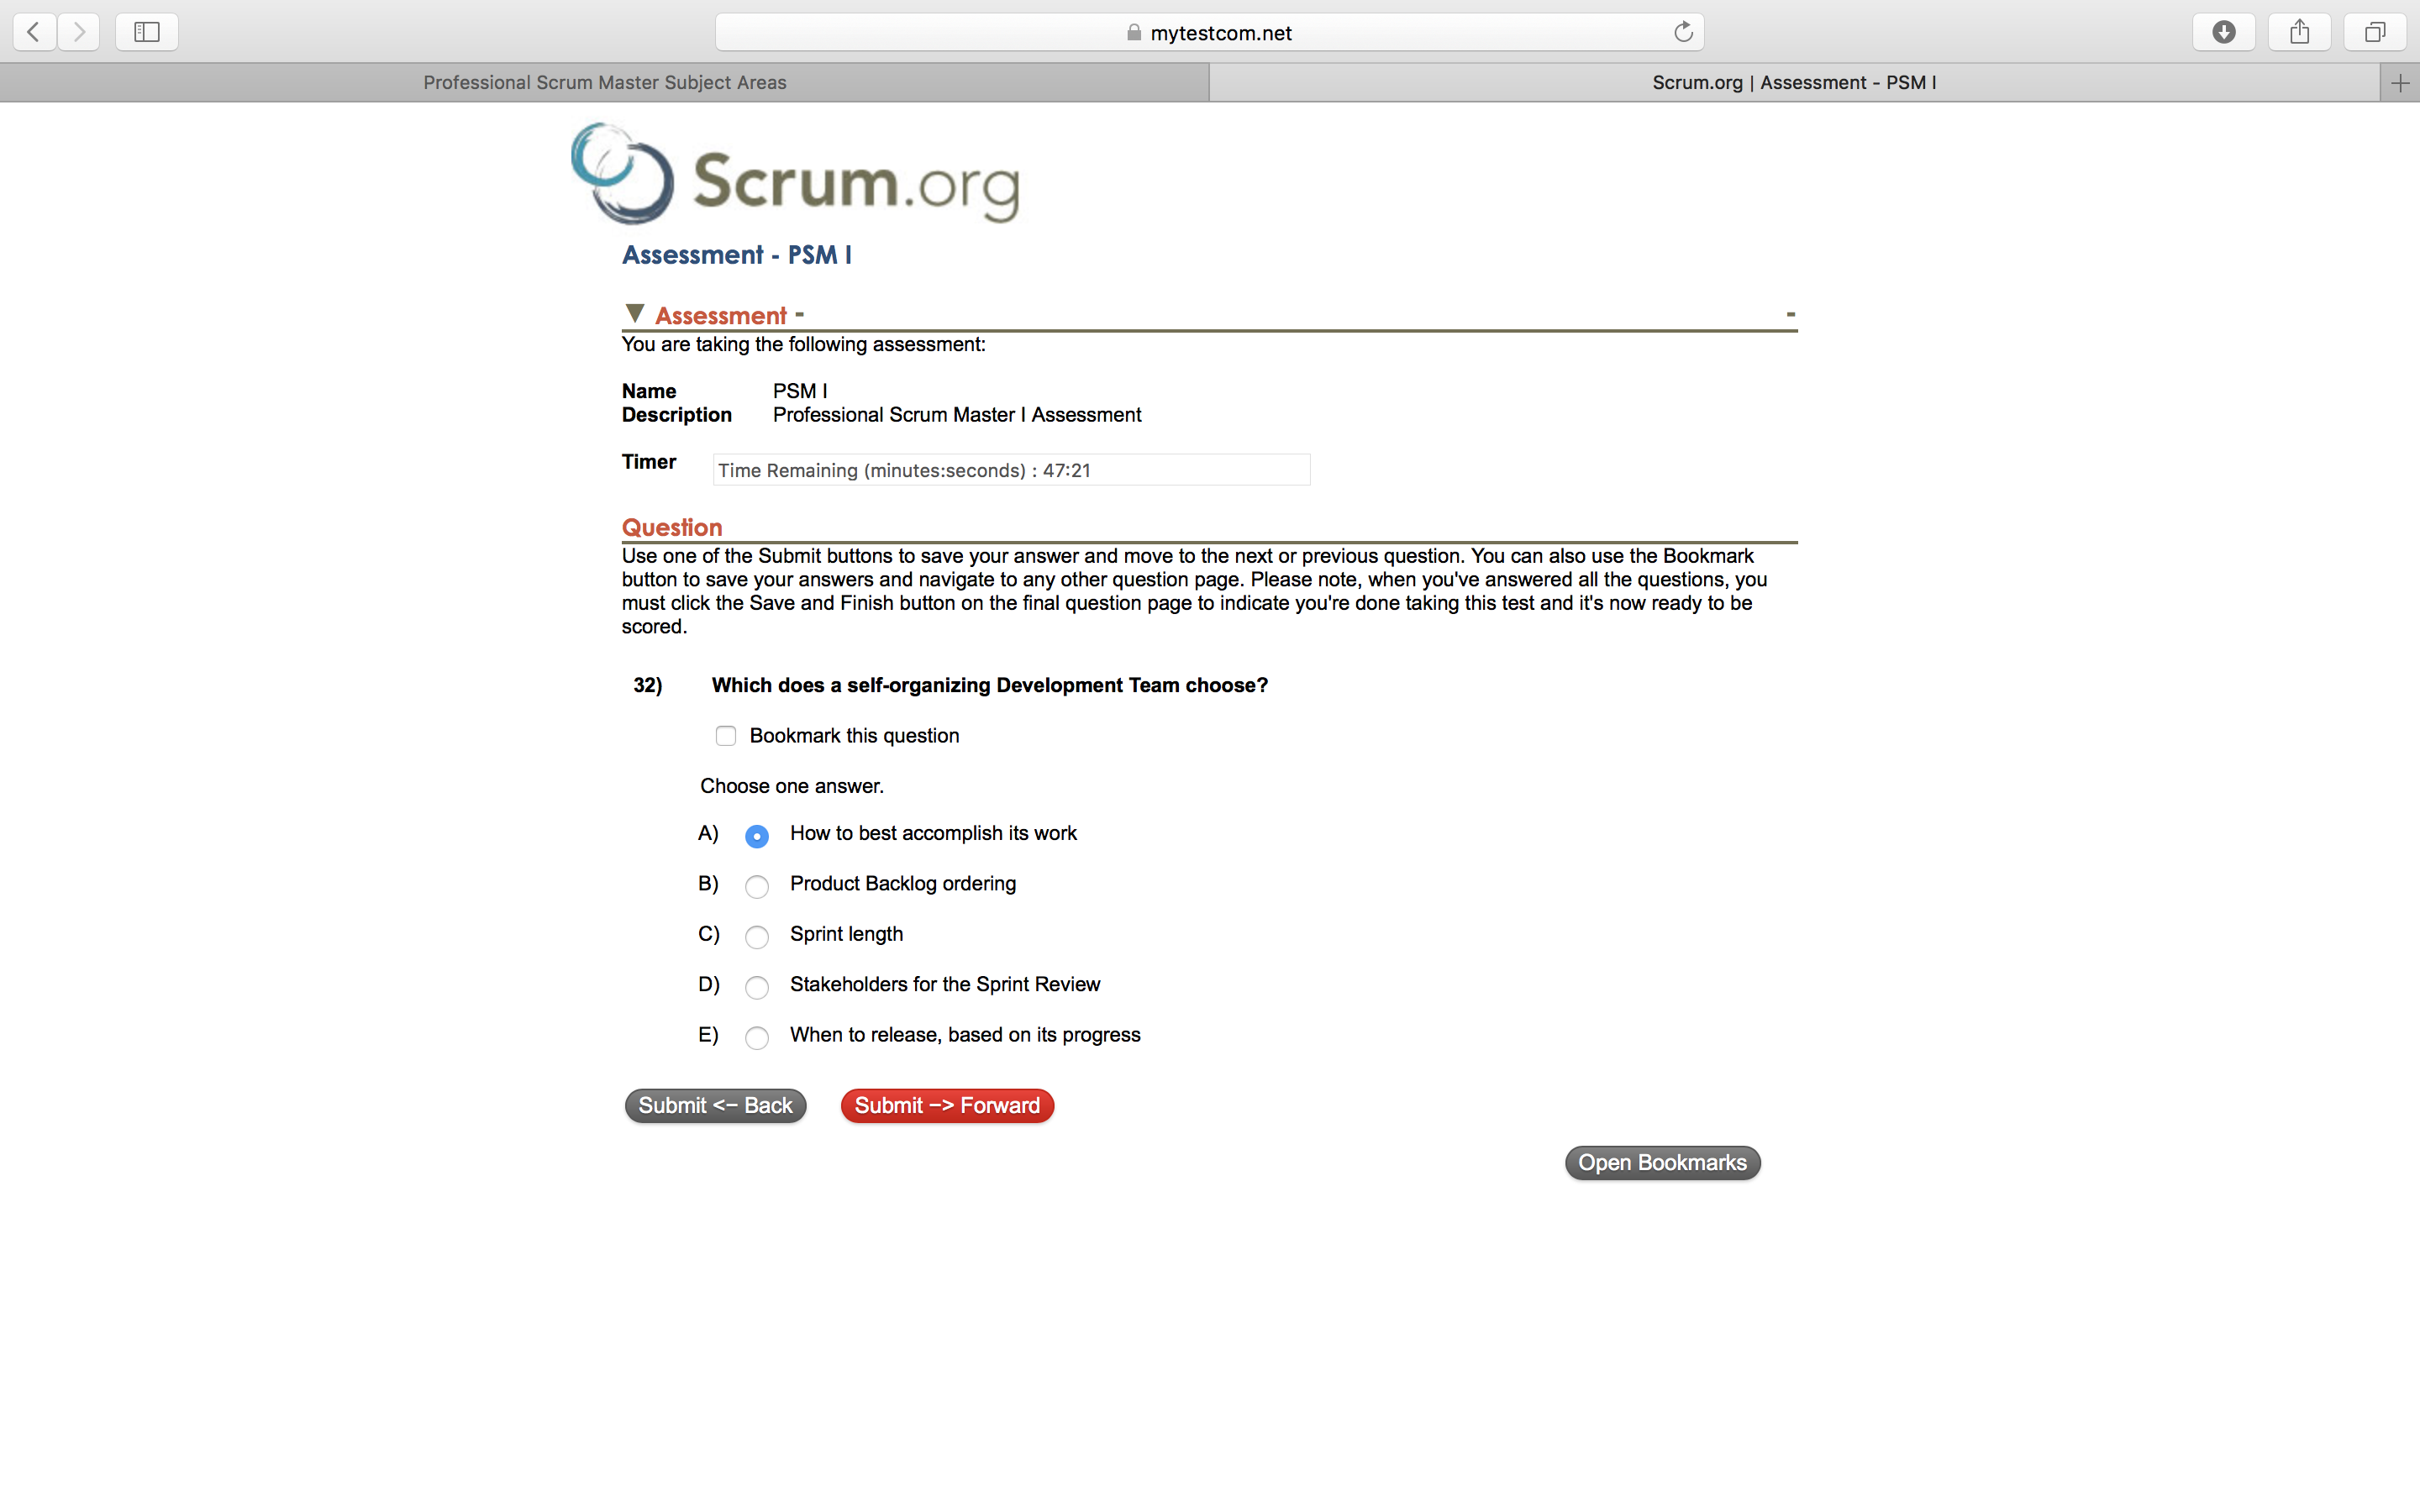 mytestcom.net
Professional Scrum Master Subject Areas
Scrum.org | Assessment - PSM I
Scrum.org
Assessment - PSM I
Assessment -
-
You are taking the following assessment:
Name PSM I
Description Professional Scrum Master I Assessment
Timer Time Remaining (minutes:seconds) : 47:21
Question
Use one of the Submit buttons to save your answer and move to the next or previous question. You can also use the Bookmark
button to save your answers and navigate to any other question page. Please note, when you've answered all the questions, you
must click the Save and Finish button on the final question page to indicate you're done taking this test and it's now ready to be
scored.
32) Which does a self-organizing Development Team choose?
Bookmark this question
Choose one answer.
A) How to best accomplish its work
B) Product Backlog ordering
C) Sprint length
D) Stakeholders for the Sprint Review
E) When to release, based on its progress
Submit <- Back Submit -> Forward
Open Bookmarks